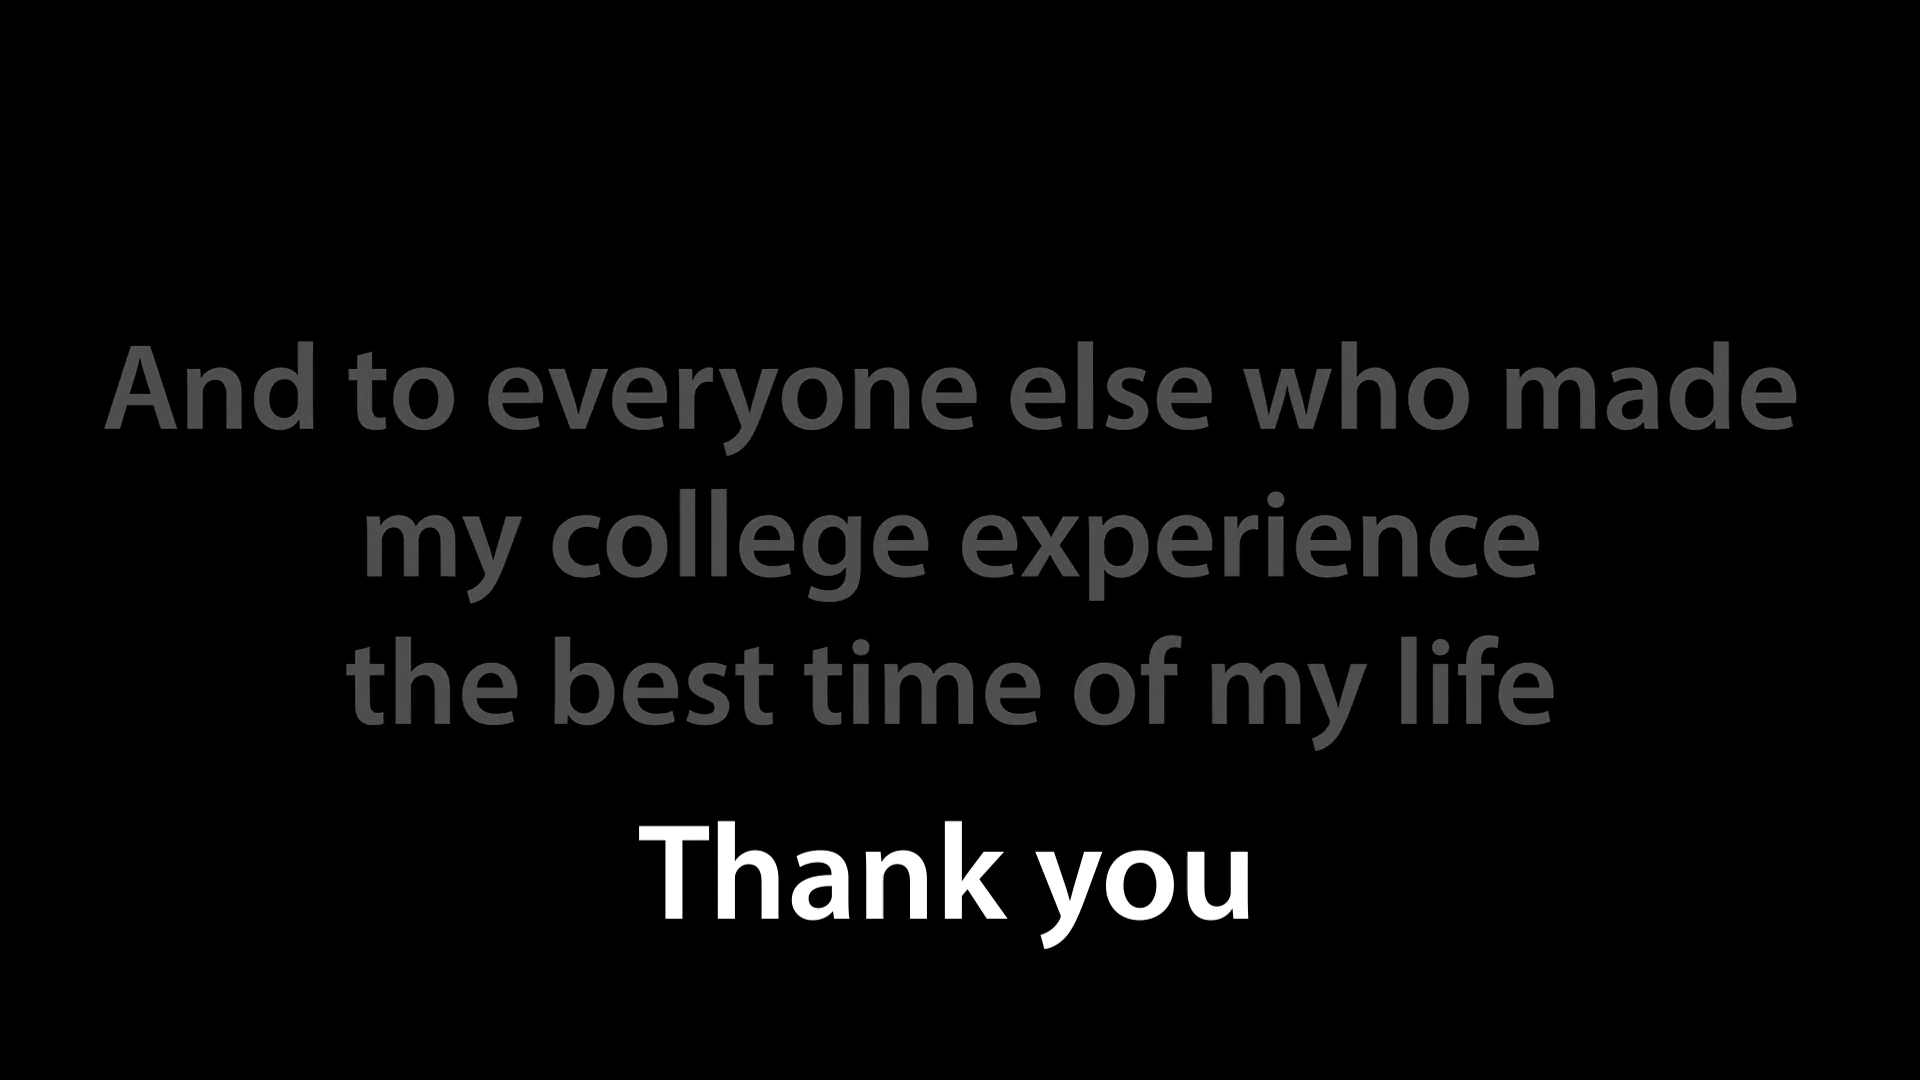 And to everyone else who made
my college experience
the best time of my life
Thank you